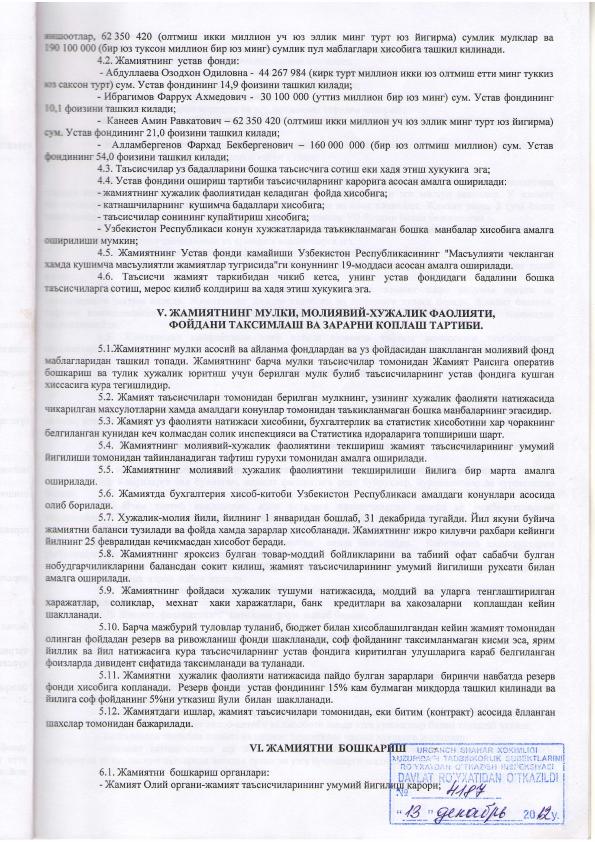 иншоотлар, 62 350 420 (олтмиш икки миллион уч юз эллик минг турт юз йигирма) сумлик мулклар ва
190 100 000 (бир юз туксон миллион бир юз минг) сумлик пул маблаглари хисобига ташкил килинади.
4.2. Жамиятнинг устав фонди:
- Абдуллаева Озодхон Одиловна - 44 267 984 (кирк турт миллион икки юз олтмиш етти минг туккиз
юз саксон турт) сум. Устав фондининг 14,9 фоизини ташкил килади;
- Ибрагимов Фаррух Ахмедович - 30 100 000 (уттиз миллион бир юз минг) сум. Устав фондининг
10,1 фоизини ташкил килади;
- Канеев Амин Равкатович – 62 350 420 (олтмиш икки миллион уч юз эллик минг турт юз йигирма)
сум. Устав фондининг 21,0 фоизини ташкил килади;
- Алламбергенов Фархад Бекбергенович – 160 000 000 (бир юз олтмиш миллион) сум. Устав
фондининг 54,0 фоизини ташкил килади;
4.3. Таъсисчилар уз бадалларини бошка таъсисчига сотиш еки хадя этиш хукукига эга;
4.4. Устав фондини ошириш тартиби таъсисчиларнинг карорига асосан амалга оширилади:
- жамиятнинг хужалик фаолиятидан келадиган фойда хисобига;
- катнашчиларнинг кушимча бадаллари хисобига;
- таъсисчилар сонининг купайтириш хисобига;
- Узбекистон Республикаси конун хужжатларида таъкикланмаган бошка манбалар хисобига амалга
оширилиши мумкин;
4.5. Жамиятнинг Устав фонди камайиши Узбекистон Республикасининг "Масъулияти чекланган
хамда кушимча масъулиятли жамиятлар тугрисида"ги конуннинг 19-моддаси асосан амалга оширилади.
4.6. Таъсисчи жамият таркибидан чикиб кетса, унинг устав фондидаги бадалини бошка
таъсисчиларга сотиш, мерос килиб колдириш ва хадя этиш хукукига эга.
V. ЖАМИЯТНИНГ МУЛКИ, МОЛИЯВИЙ-ХУЖАЛИК ФАОЛИЯТИ,
ФОЙДАНИ ТАКСИМЛАШ ВА ЗАРАРНИ КОПЛАШ ТАРТИБИ.
5.1.Жамиятнинг мулки асосий ва айланма фондлардан ва уз фойдасидан шаклланган молиявий фонд
маблагларидан ташкил топади. Жамиятнинг барча мулки таъсисчилар томонидан Жамият Раисига оператив
бошкариш ва тулик хужалик юритиш учун берилган мулк булиб таъсисчиларнинг устав фондига кушган
хиссасига кура тегишлидир.
5.2. Жамият таъсисчилари томонидан берилган мулкнинг, узининг хужалик фаолияти натижасида
чикарилган махсулотларни хамда амалдаги конунлар томонидан таъкикланмаган бошка манбаларнинг эгасидир.
5.3. Жамият уз фаолияти натижаси хисобини, бухгалтерлик ва статистик хисоботини хар чоракнинг
белгиланган кунидан кеч колмасдан солик инспекцияси ва Статистика идораларига топшириши шарт.
5.4. Жамиятнинг молиявий-хужалик фаолиятини текшириш жамият таъсисчиларининг умумий
йигилиши томонидан тайинланадиган тафтиш гурухи томонидан амалга оширилади.
5.5. Жамиятнинг молиявий хужалик фаолиятини текширилиши йилига бир марта амалга
оширилади.
5.6. Жамиятда бухгалтерия хисоб-китоби Узбекистон Республикаси амалдаги конунлари асосида
олиб борилади.
5.7. Хужалик-молия йили, йилнинг 1 январидан бошлаб, 31 декабрида тугайди. Йил якуни буйича
жамиятни баланси тузилади ва фойда хамда зарарлар хисобланади. Жамиятнинг ижро килувчи рахбари кейинги
йилнинг 25 февралидан кечикмасдан хисобот беради.
5.8. Жамиятнинг яроксиз булган товар-моддий бойликларини ва табиий офат сабабчи булган
нобудгарчиликларини балансдан сокит килиш, жамият таъсисчиларининг умумий йигилиши рухсати билан
амалга оширилади.
5.9. Жамиятнинг фойдаси хужалик тушуми натижасида, моддий ва уларга тенглаштирилган
харажатлар, соликлар, мехнат хаки харажатлари, банк кредитлари ва хакозаларни коплашдан кейин
шаклланади.
5.10. Барча мажбурий туловлар туланиб, бюджет билан хисоблашилгандан кейин жамият томонидан
олинган фойдадан резерв ва ривожланиш фонди шаклланади, соф фойданинг таксимланмаган кисми эса, ярим
йиллик ва йил натижасига кура таъсисчиларнинг устав фондига киритилган улушларига караб белгиланган
фоизларда дивидент сифатида таксимланади ва туланади.
5.11. Жамиятни хужалик фаолияти натижасида пайдо булган зарарлари биринчи навбатда резерв
фонди хисобига копланади. Резерв фонди устав фондининг 15% кам булмаган микдорда ташкил килинади ва
йилига соф фойданинг 5%ни утказиш йули билан шаклланади.
5.12. Жамиятдаги ишлар, жамият таъсисчилари томонидан, еки битим (контракт) асосида ёлланган
шахслар томонидан бажарилади.
VI. ЖАМИЯТНИ БОШКАРИШ
6.1. Жамиятни бошкариш органлари:
- Жамият Олий органи-жамият таъсисчиларининг умумий йигилиш карори;
URGANCH SHAHAR XOKIMLIGI
XUZURIDAGI TADBIRKORLIK SUBEKTLARINI
RO'YXATDAN O'TKAZISH INSPEKSIYASI
DAVLAT RO'YXATIDAN O'TKAZILDI
№ 4187
"13" декабрь 2012 y.